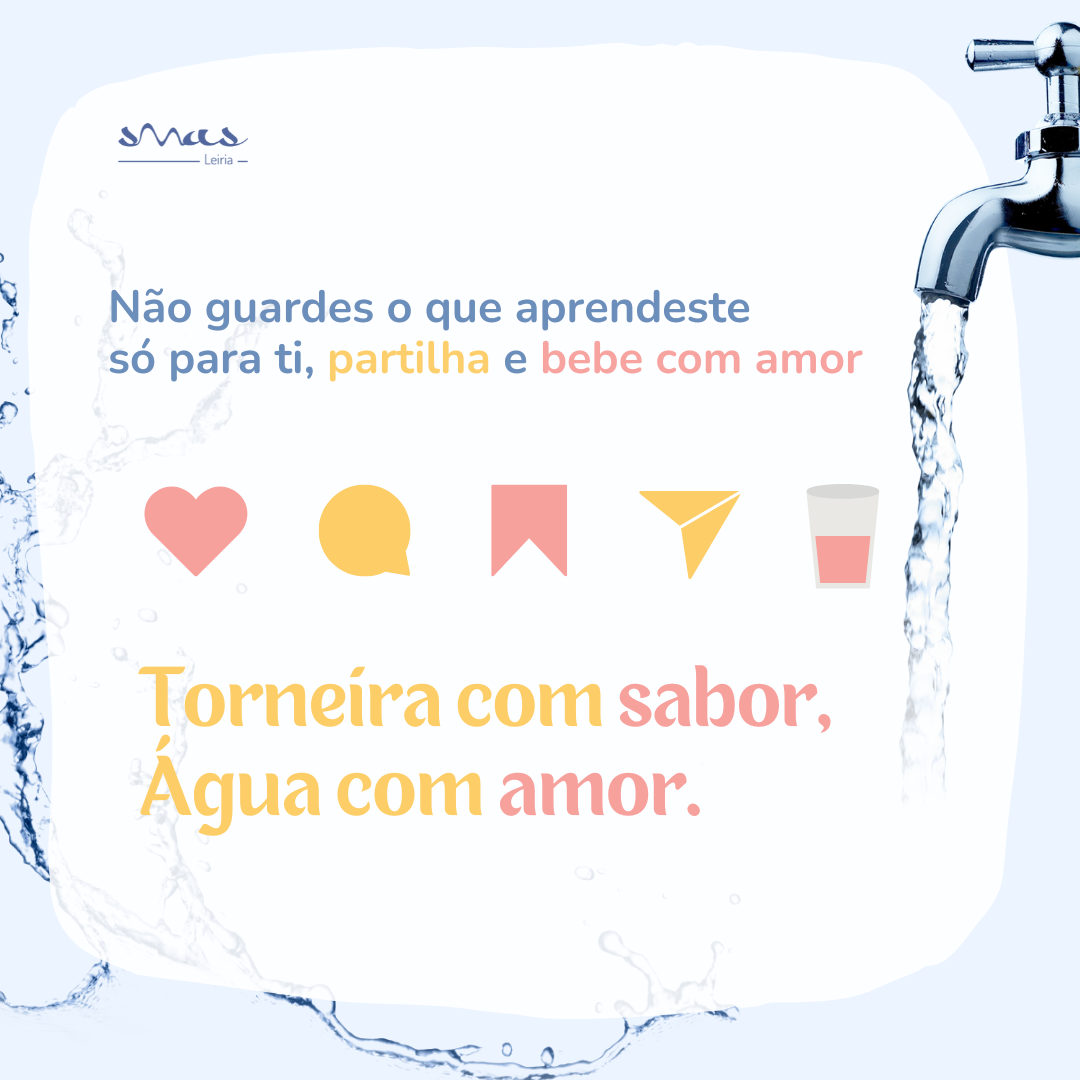 smas
Leiria
Não guardes o que aprendeste
só para ti, partilha e bebe com amor
Torneira com sabor,
Água com amor.